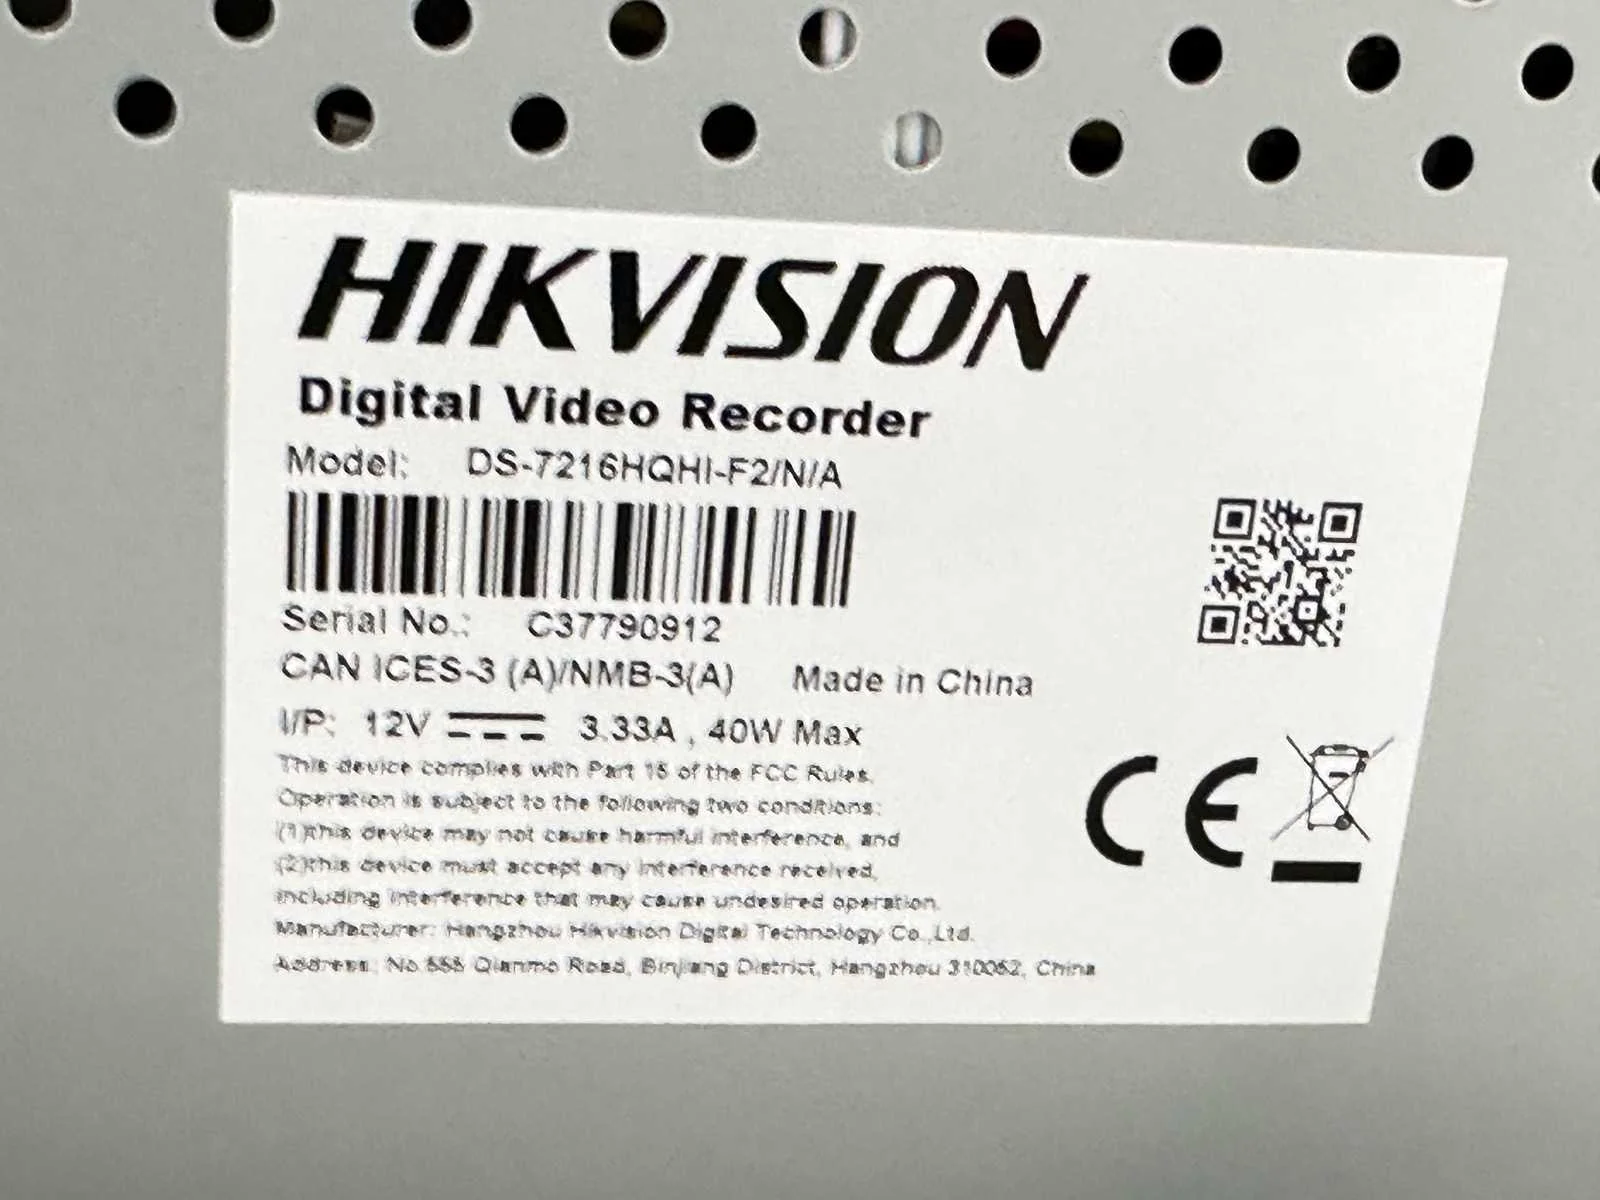 HIKVISION
Digital Video Recorder
Model: DS-7216HQHI-F2/N/A
Serial No.: C37790912
CAN ICES-3 (A)/NMB-3(A) Made in China
I/P: 12V 3.33A , 40W Max
This device complies with Part 15 of the FCC Rules.
Operation is subject to the following two conditions:
(1)this device may not cause harmful interference, and
(2)this device must accept any interference received,
including interference that may cause undesired operation.
Manufacturer: Hangzhou Hikvision Digital Technology Co.,Ltd.
Address: No.555 Qianmo Road, Binjiang District, Hangzhou 310052, China
CE